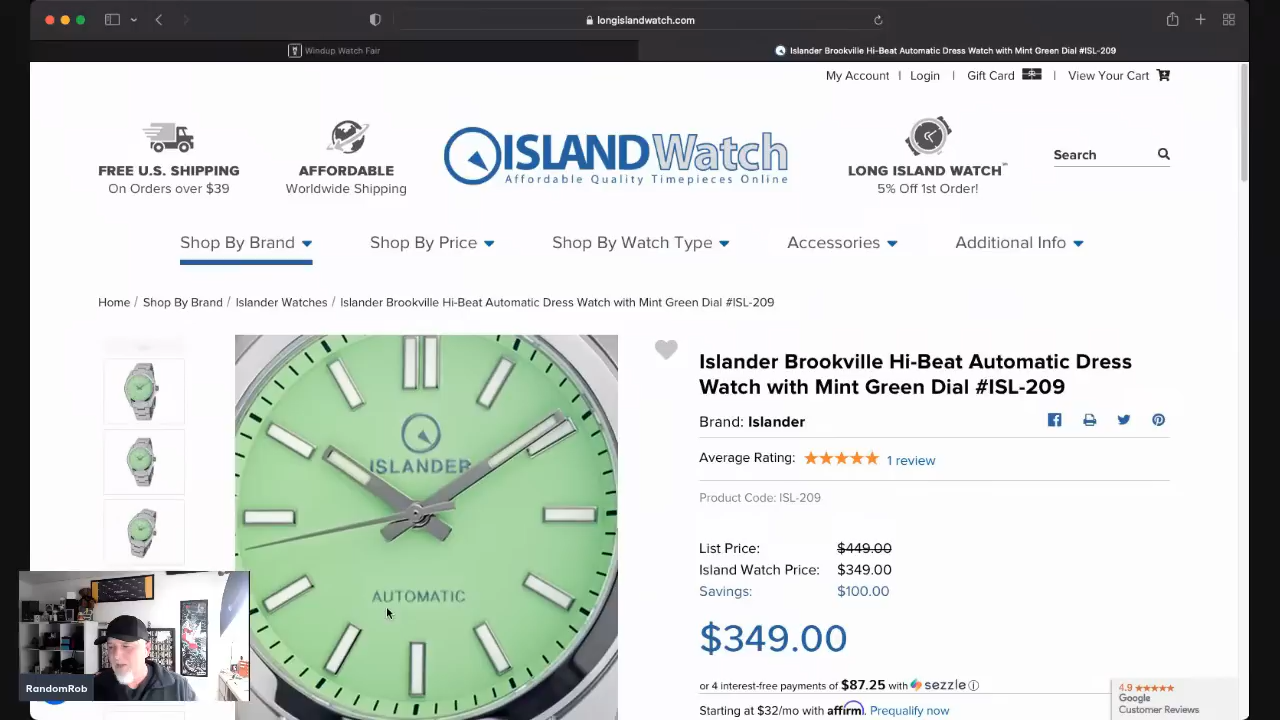 longislandwatch.com
Windup Watch Fair
Islander Brookville Hi-Beat Automatic Dress Watch with Mint Green Dial #ISL-209
My Account | Login | Gift Card | View Your Cart
FREE U.S. SHIPPING
On Orders over $39
AFFORDABLE
Worldwide Shipping
ISLAND Watch
Affordable Quality Timepieces Online
LONG ISLAND WATCH
5% Off 1st Order!
Search
Shop By Brand
Shop By Price
Shop By Watch Type
Accessories
Additional Info
Home / Shop By Brand / Islander Watches / Islander Brookville Hi-Beat Automatic Dress Watch with Mint Green Dial #ISL-209
ISLANDER
AUTOMATIC
Islander Brookville Hi-Beat Automatic Dress
Watch with Mint Green Dial #ISL-209
Brand: Islander
Average Rating: 1 review
Product Code: ISL-209
List Price: $449.00
Island Watch Price: $349.00
Savings: $100.00
$349.00
or 4 interest-free payments of $87.25 with sezzle
Starting at $32/mo with affirm. Prequalify now
4.9
Google
Customer Reviews
RandomRob